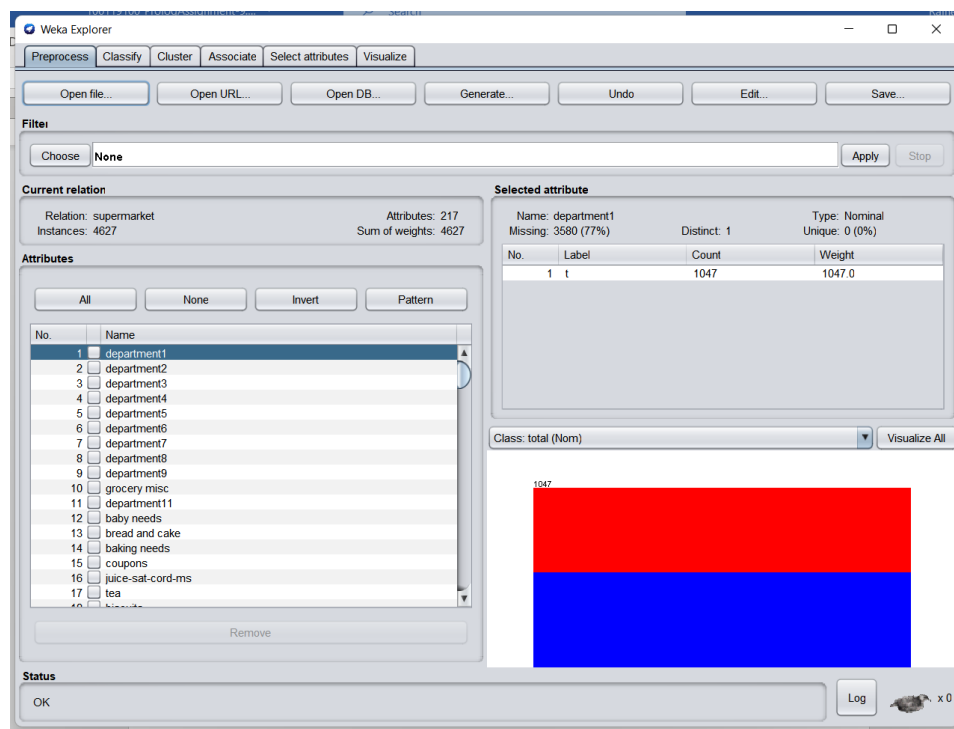 Search
Weka Explorer
Preprocess Classify Cluster Associate Select attributes Visualize
Open file... Open URL... Open DB... Generate... Undo Edit... Save...
Filter
Choose None Apply Stop
Current relation
Relation: supermarket Attributes: 217
Instances: 4627 Sum of weights: 4627
Selected attribute
Name: department1 Type: Nominal
Missing: 3580 (77%) Distinct: 1 Unique: 0 (0%)
No. Label Count Weight
1 t 1047 1047.0
Attributes
All None Invert Pattern
No. Name
1 department1
2 department2
3 department3
4 department4
5 department5
6 department6
7 department7
8 department8
9 department9
10 grocery misc
11 department11
12 baby needs
13 bread and cake
14 baking needs
15 coupons
16 juice-sat-cord-ms
17 tea
18 biscuits
Remove
Class: total (Nom) Visualize All
1047
Status
OK
Log x 0